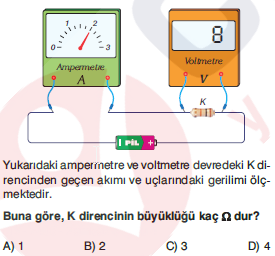 0 1 2 3
8
Ampermetre
A
Voltmetre
V
K
1 PİL +
Yukarıdaki ampermetre ve voltmetre devredeki K di-
rencinden geçen akımı ve uçlarındaki gerilimi ölç-
mektedir.
Buna göre, K direncinin büyüklüğü kaç Ω dur?
A) 1 B) 2 C) 3 D) 4